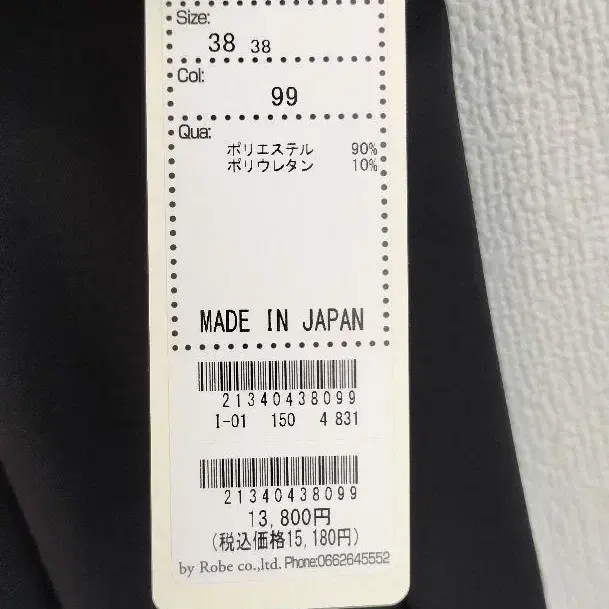 Size:
38 38
Col:
99
Qua:
ポリエステル 90%
ポリウレタン 10%
MADE IN JAPAN
21340438099
I-01 150 4 831
21340438099
13,800円
(税込価格15,180円)
by Robe co.,ltd. Phone:0662645552